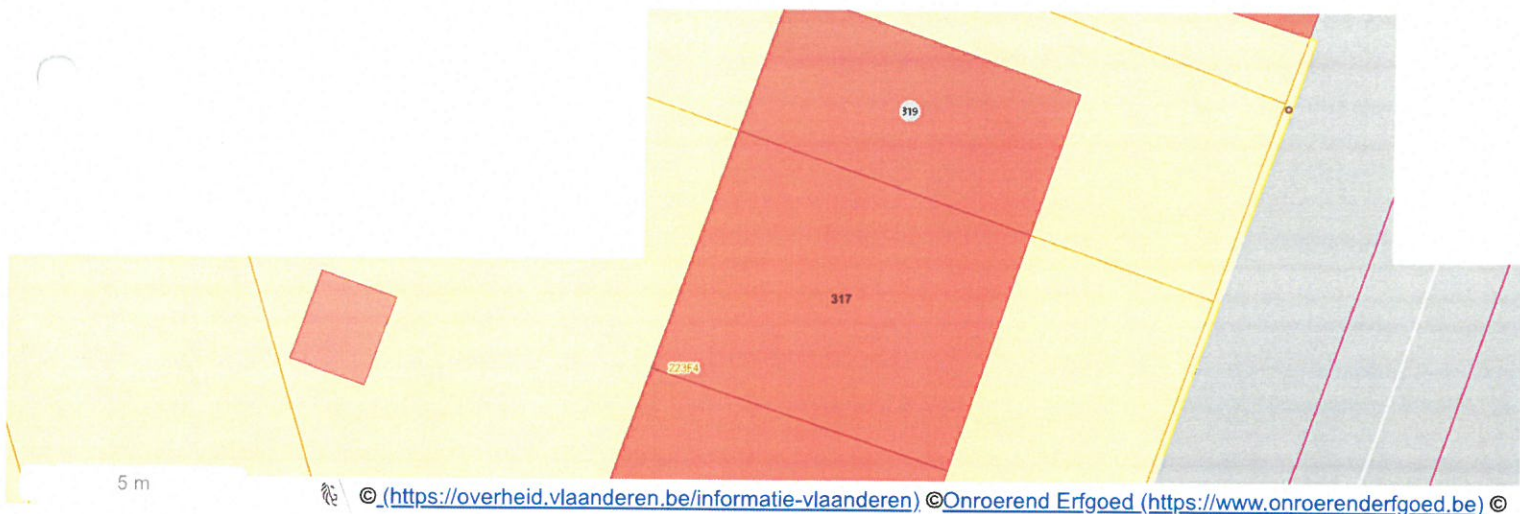 319
317
223F4
5 m
© (https://overheid.vlaanderen.be/informatie-vlaanderen) ©Onroerend Erfgoed (https://www.onroerenderfgoed.be) ©